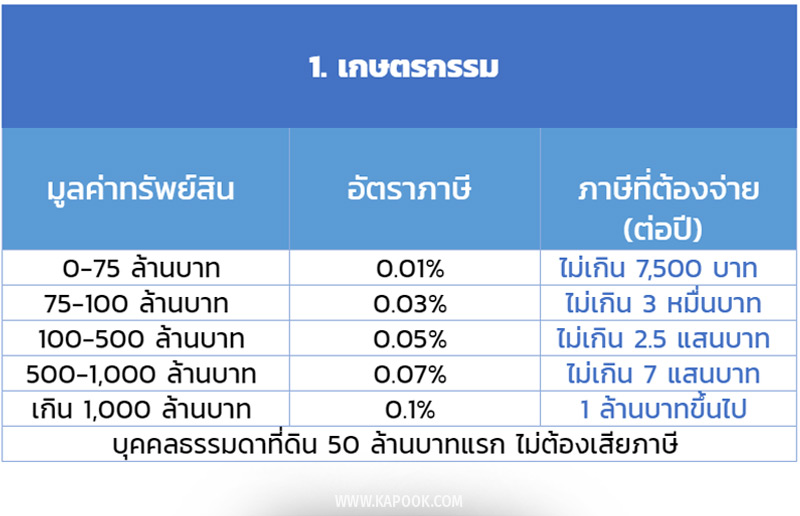 1. เกษตรกรรม
มูลค่าทรัพย์สิน อัตราภาษี ภาษีที่ต้องจ่าย
(ต่อปี)
0-75 ล้านบาท 0.01% ไม่เกิน 7,500 บาท
75-100 ล้านบาท 0.03% ไม่เกิน 3 หมื่นบาท
100-500 ล้านบาท 0.05% ไม่เกิน 2.5 แสนบาท
500-1,000 ล้านบาท 0.07% ไม่เกิน 7 แสนบาท
เกิน 1,000 ล้านบาท 0.1% 1 ล้านบาทขึ้นไป
บุคคลธรรมดาที่ดิน 50 ล้านบาทแรก ไม่ต้องเสียภาษี
WWW.KAPOOK.COM